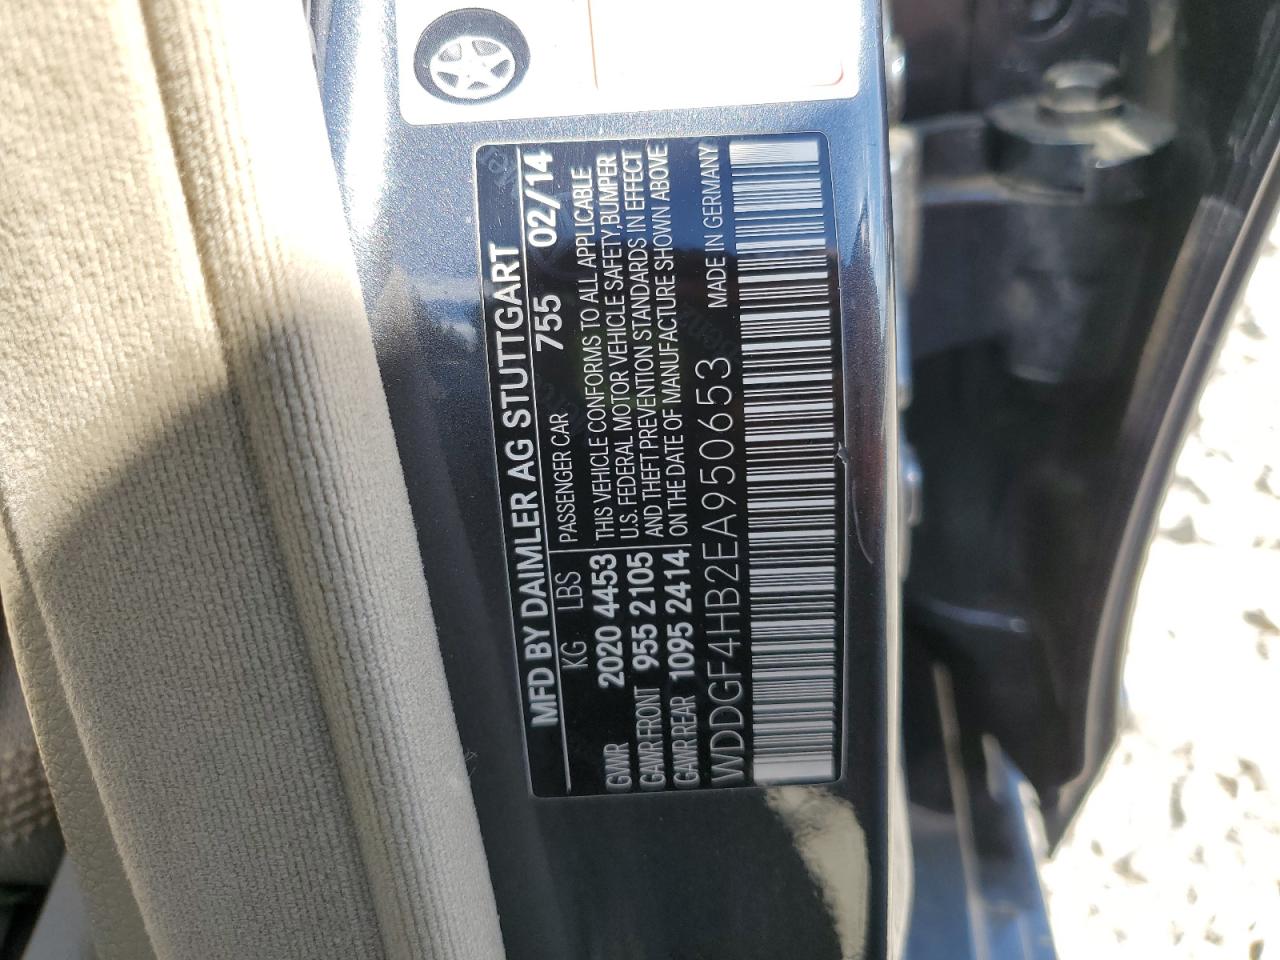 MFD BY DAIMLER AG STUTTGART
KG LBS PASSENGER CAR 755 02/14
GVWR 2020 4453 THIS VEHICLE CONFORMS TO ALL APPLICABLE
U.S. FEDERAL MOTOR VEHICLE SAFETY,BUMPER
GAWR FRONT 955 2105 AND THEFT PREVENTION STANDARDS IN EFFECT
GAWR REAR 1095 2414 ON THE DATE OF MANUFACTURE SHOWN ABOVE
WDDGF4HB2EA950653 MADE IN GERMANY